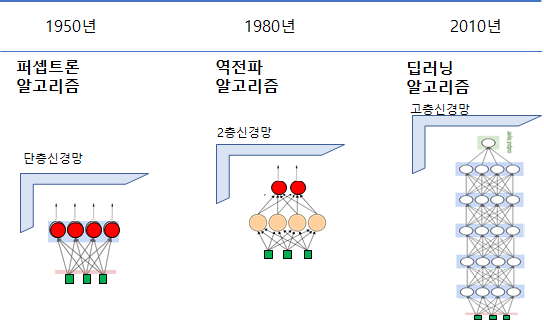 1950년
1980년
2010년
퍼셉트론
알고리즘
역전파
알고리즘
딥러닝
알고리즘
단층신경망
2층신경망
고층신경망